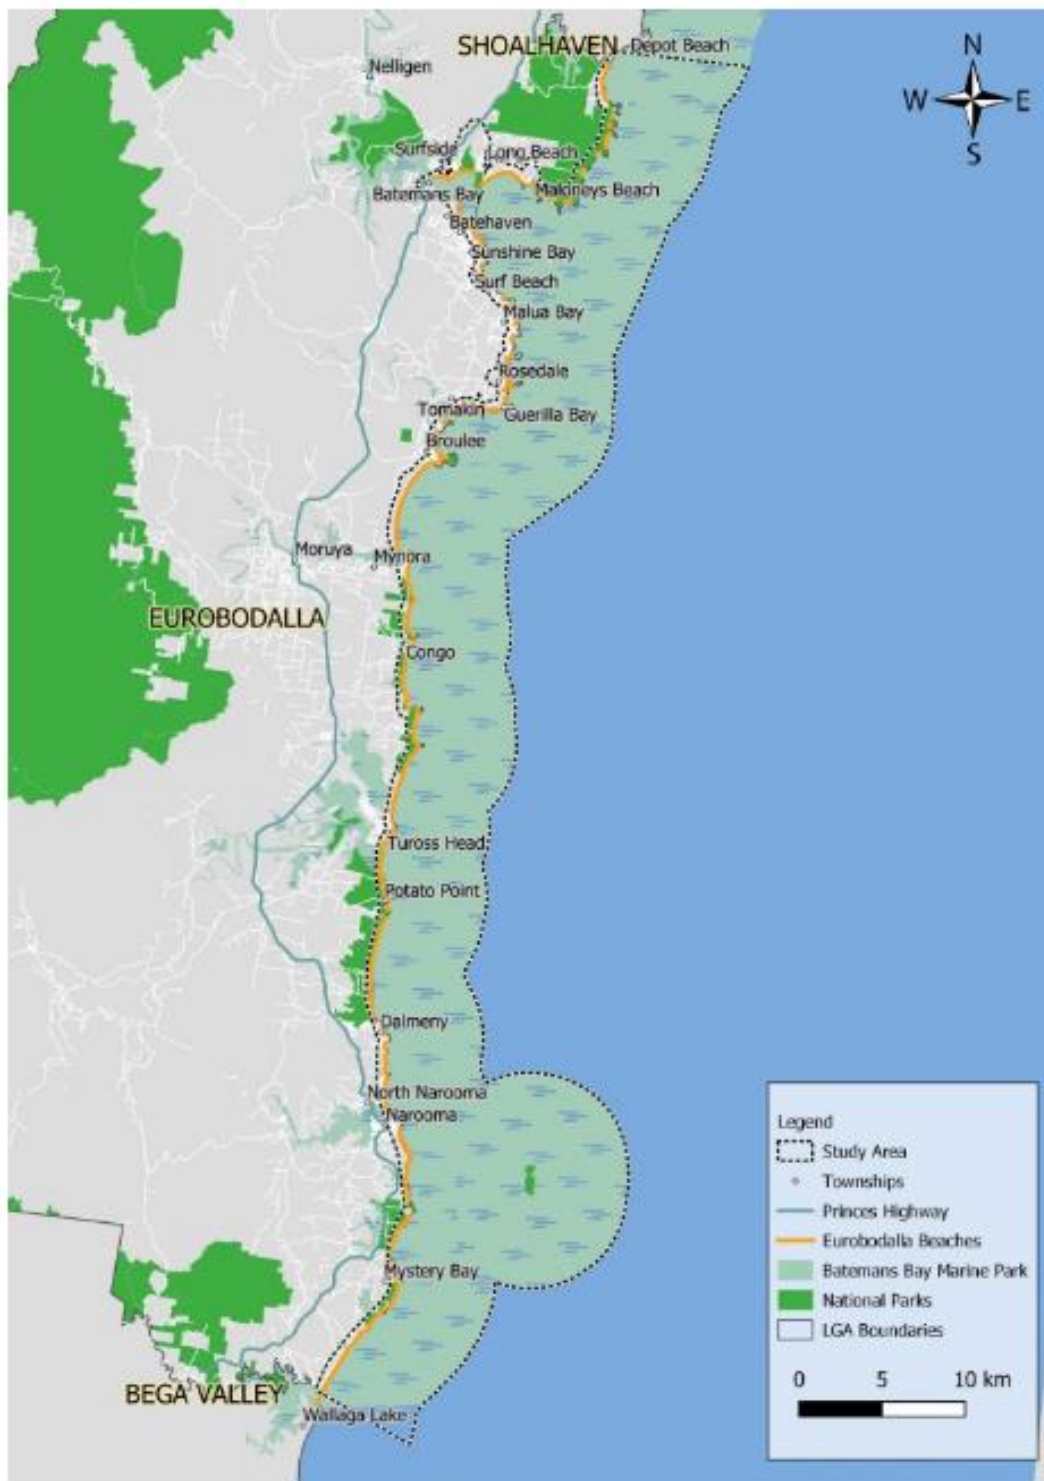 SHOALHAVEN
Depot Beach
N
Nelligen
W
E
S
Surfside
Long Beach
Batemans Bay
Maloneys Beach
Batehaven
Sunshine Bay
Surf Beach
Malua Bay
Rosedale
Tomakin
Guerilla Bay
Broulee
Moruya
Mynora
EUROBODALLA
Congo
Tuross Head
Potato Point
Dalmeny
North Narooma
Narooma
Mystery Bay
BEGA VALLEY
Wallaga Lake
Legend
Study Area
Townships
Princes Highway
Eurobodalla Beaches
Batemans Bay Marine Park
National Parks
LGA Boundaries
0 5 10 km